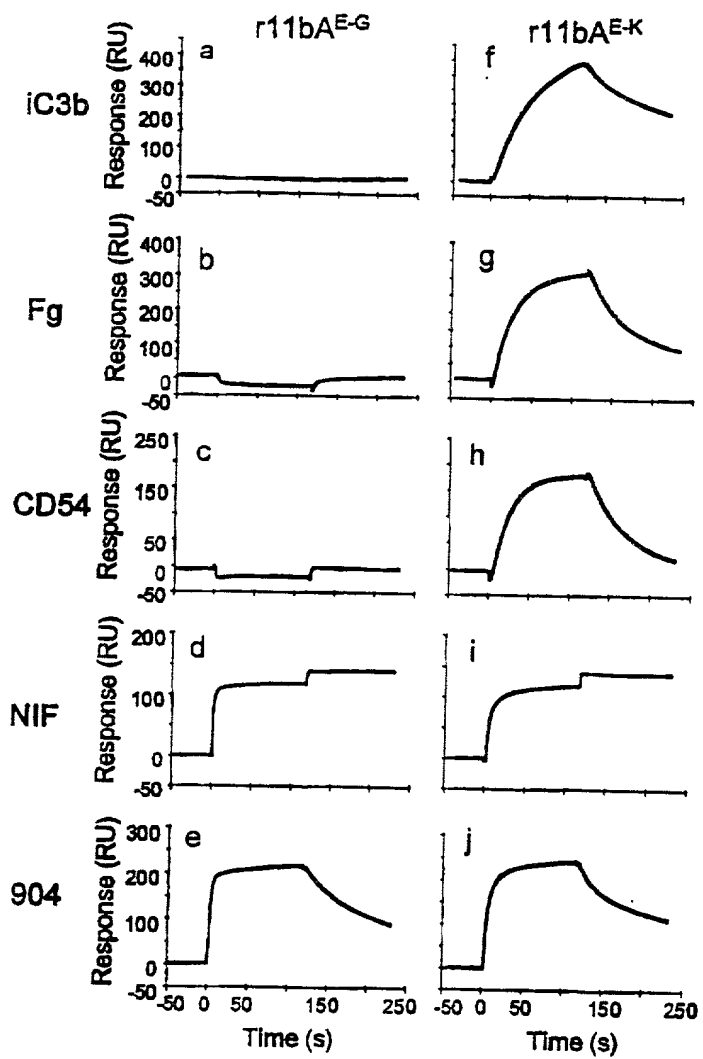 r11bA^E-G
r11bA^E-K
iC3b
Response (RU)
400
300
200
100
0
-50
a
f
Fg
Response (RU)
400
300
200
100
0
-50
b
g
CD54
Response (RU)
250
150
50
0
-50
c
h
NIF
Response (RU)
200
100
0
-50
d
i
904
Response (RU)
300
200
100
0
-50
e
j
-50 0 50 150 250
-50 0 50 150 250
Time (s)
Time (s)